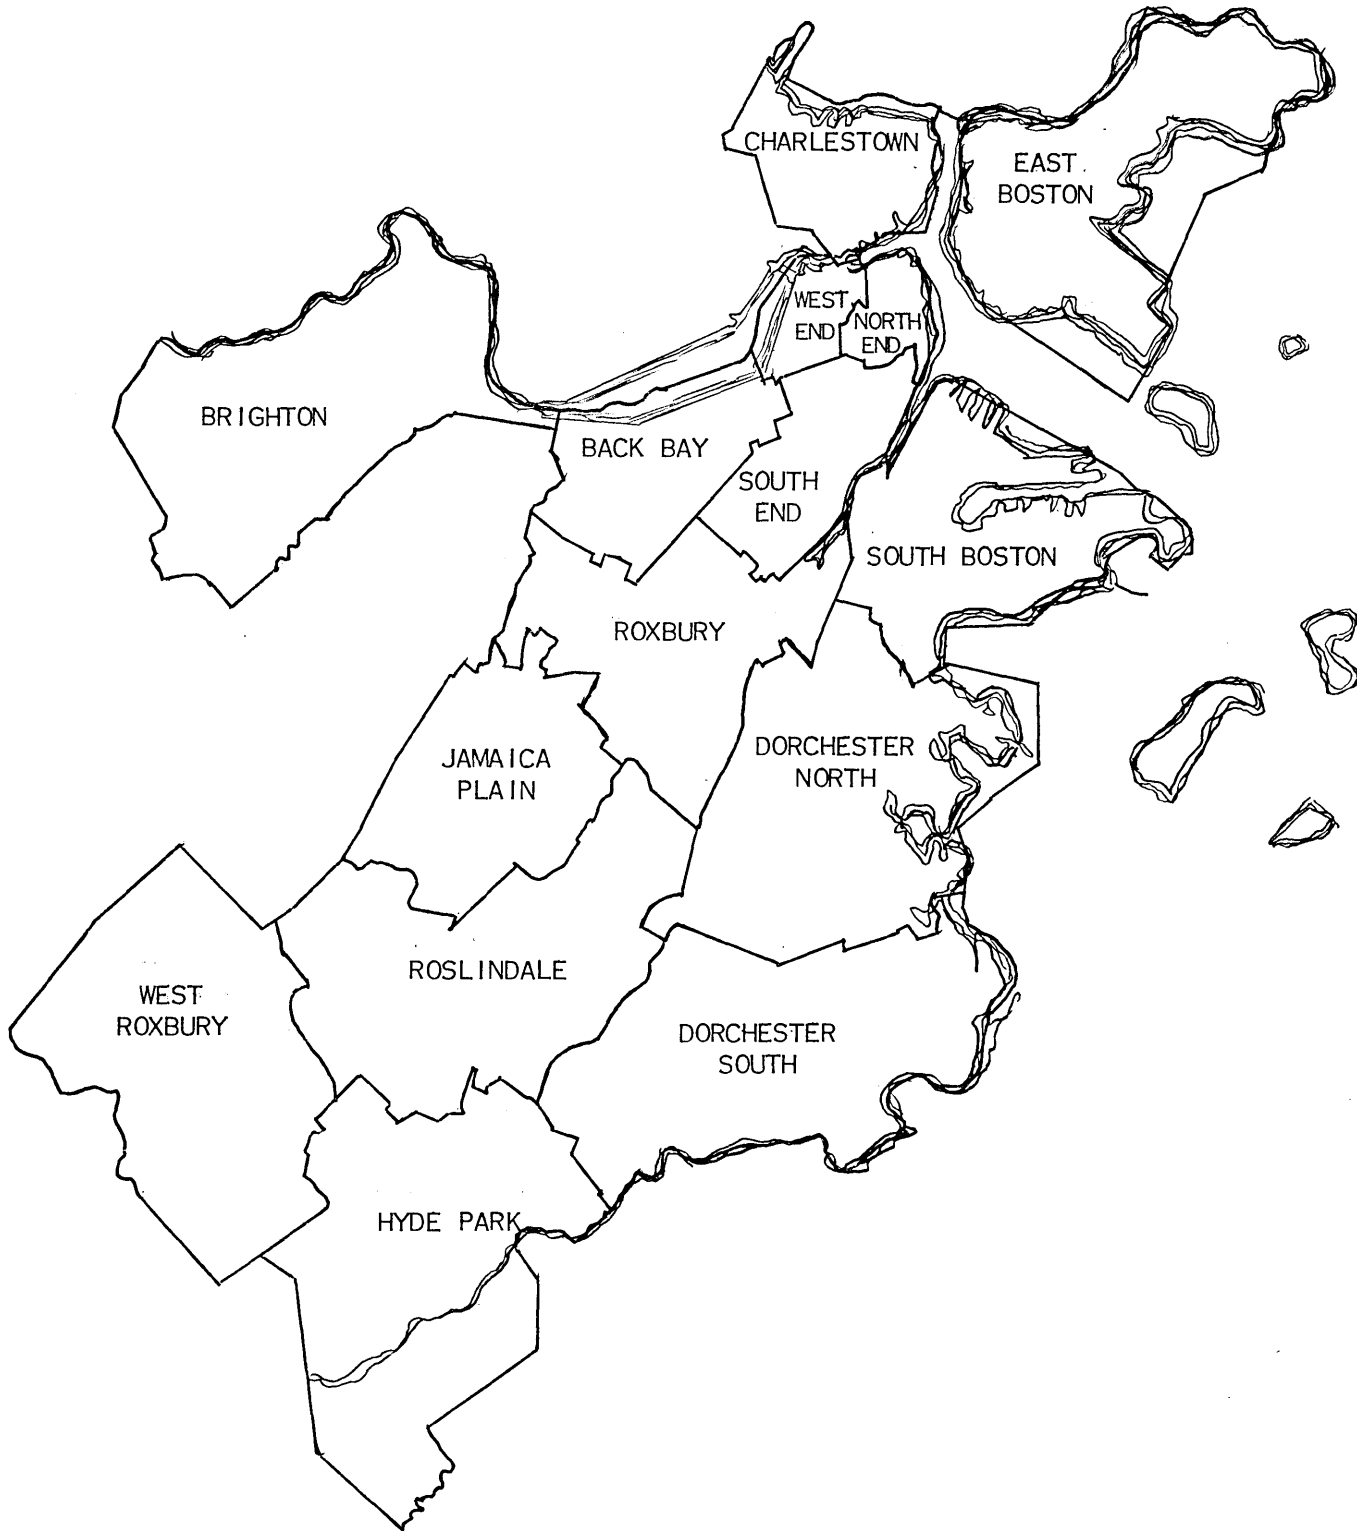 CHARLESTOWN
EAST
BOSTON
WEST
END
NORTH
END
BRIGHTON
BACK BAY
SOUTH
END
SOUTH BOSTON
ROXBURY
JAMAICA
PLAIN
DORCHESTER
NORTH
ROSLINDALE
WEST
ROXBURY
DORCHESTER
SOUTH
HYDE PARK